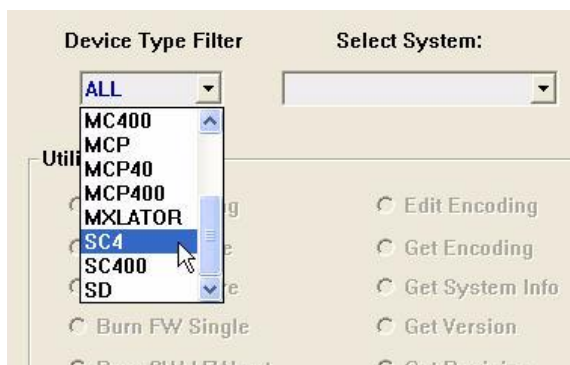 Device Type Filter Select System:
ALL
MC400
MCP
Utili
MCP40
MCP400
MXLATOR
Edit Encoding
SC4
Get Encoding
SC400
SD
Get System Info
Burn FW Single
Get Version